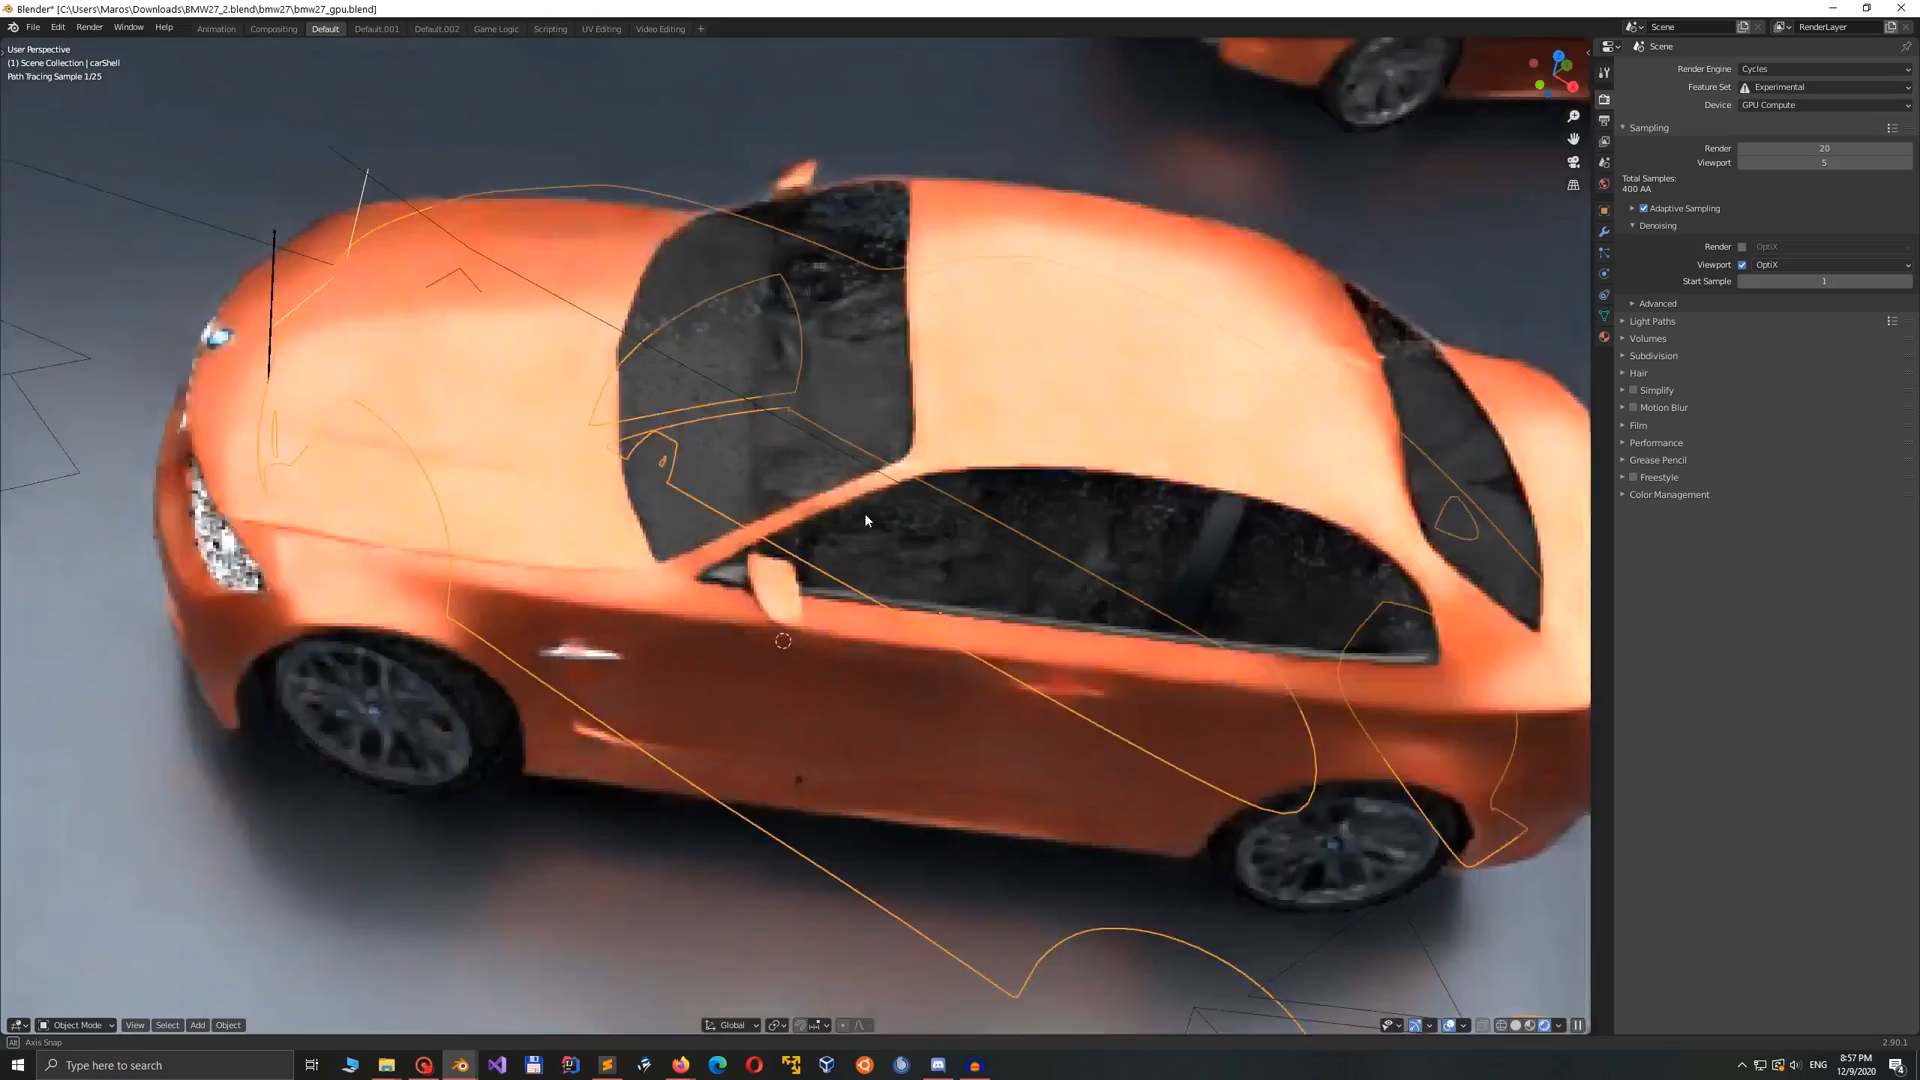 Blender* [C:\Users\Maros\Downloads\BMW27_2.blend\bmw27\bmw27_gpu.blend]
File Edit Render Window Help
Animation Compositing Default Default.001 Default.002 Game Logic Scripting UV Editing Video Editing +
Scene RenderLayer
User Perspective
(1) Scene Collection | carShell
Path Tracing Sample 1/25
Scene
Render Engine Cycles
Feature Set Experimental
Device GPU Compute
Sampling
Render 20
Viewport 5
Total Samples:
400 AA
Adaptive Sampling
Denoising
Render OptiX
Viewport OptiX
Start Sample 1
Advanced
Light Paths
Volumes
Subdivision
Hair
Simplify
Motion Blur
Film
Performance
Grease Pencil
Freestyle
Color Management
Object Mode View Select Add Object
Global
Alt Axis Snap
2.90.1
Type here to search
ENG
8:57 PM
12/9/2020
4